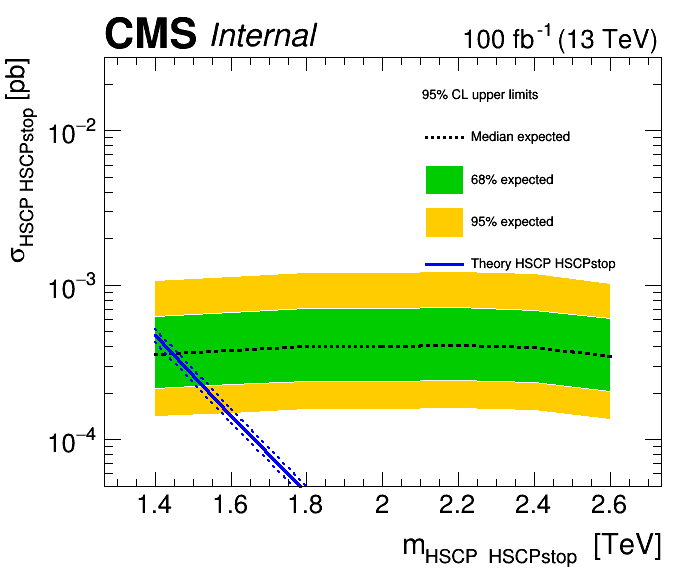 CMS Internal 100 fb⁻¹ (13 TeV)
σHSCP HSCPstop [pb]
95% CL upper limits
Median expected
68% expected
95% expected
Theory HSCP HSCPstop
10⁻²
10⁻³
10⁻⁴
1.4 1.6 1.8 2 2.2 2.4 2.6
mHSCP HSCPstop [TeV]